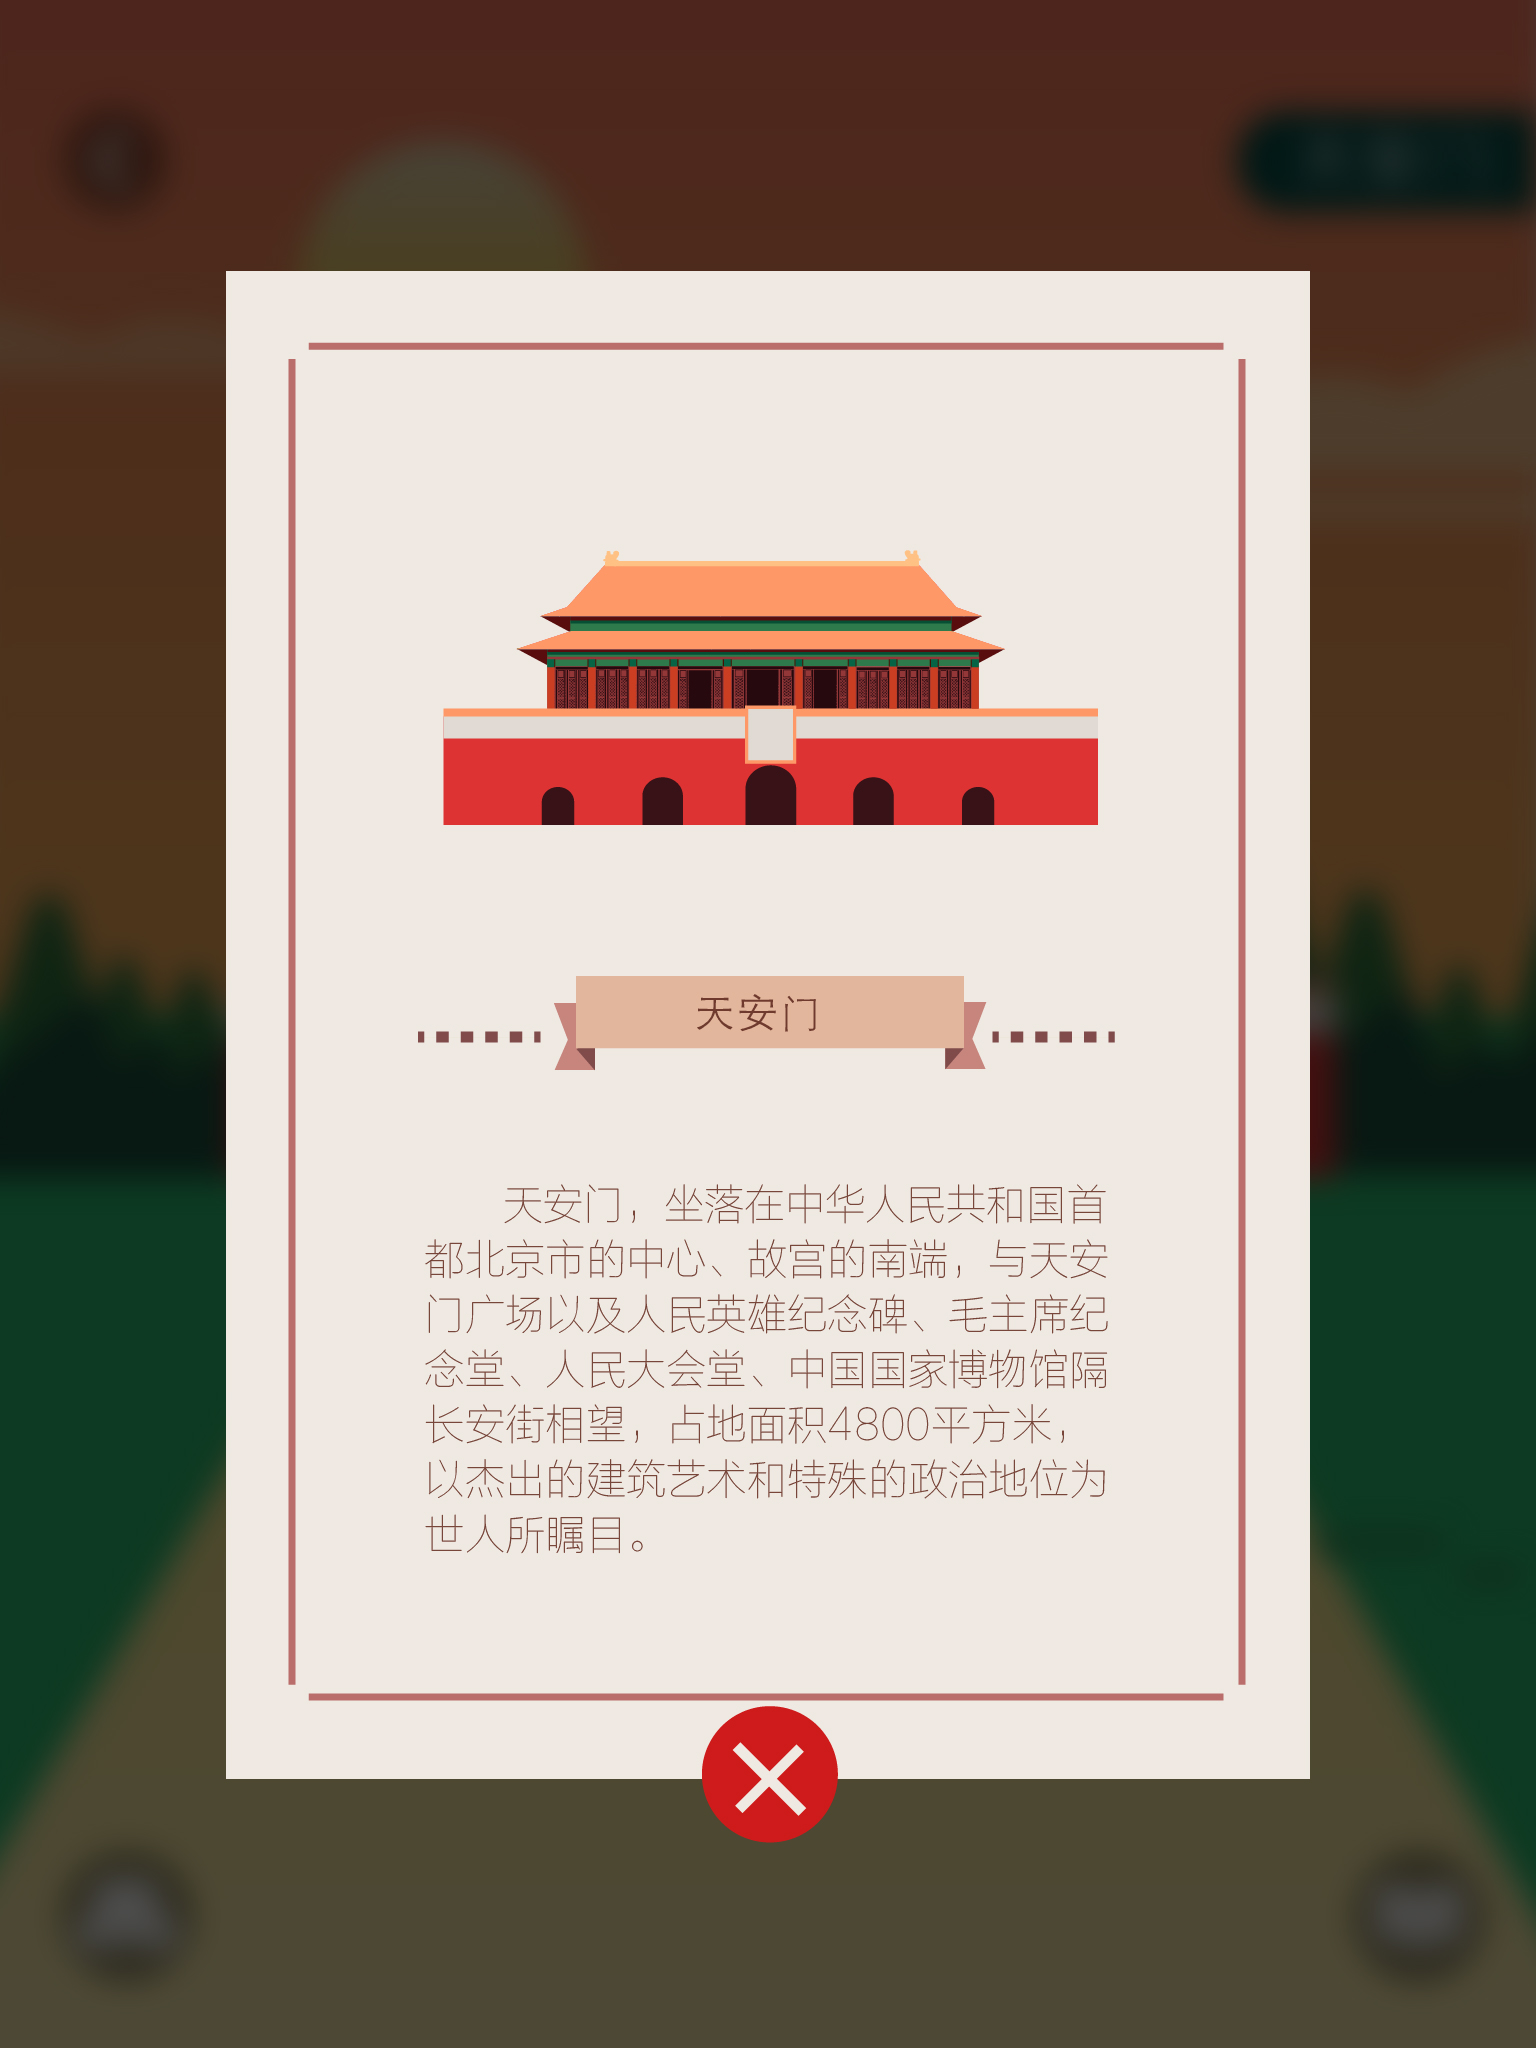 天安门
天安门，坐落在中华人民共和国首
都北京市的中心、故宫的南端，与天安
门广场以及人民英雄纪念碑、毛主席纪
念堂、人民大会堂、中国国家博物馆隔
长安街相望，占地面积4800平方米，
以杰出的建筑艺术和特殊的政治地位为
世人所瞩目。